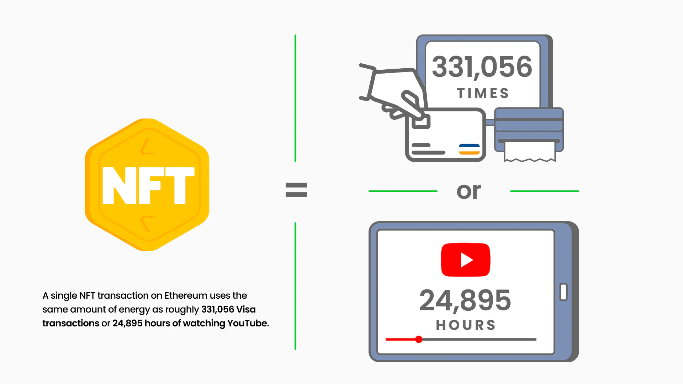 NFT
A single NFT transaction on Ethereum uses the
same amount of energy as roughly 331,056 Visa
transactions or 24,895 hours of watching YouTube.
=
331,056
TIMES
or
24,895
HOURS